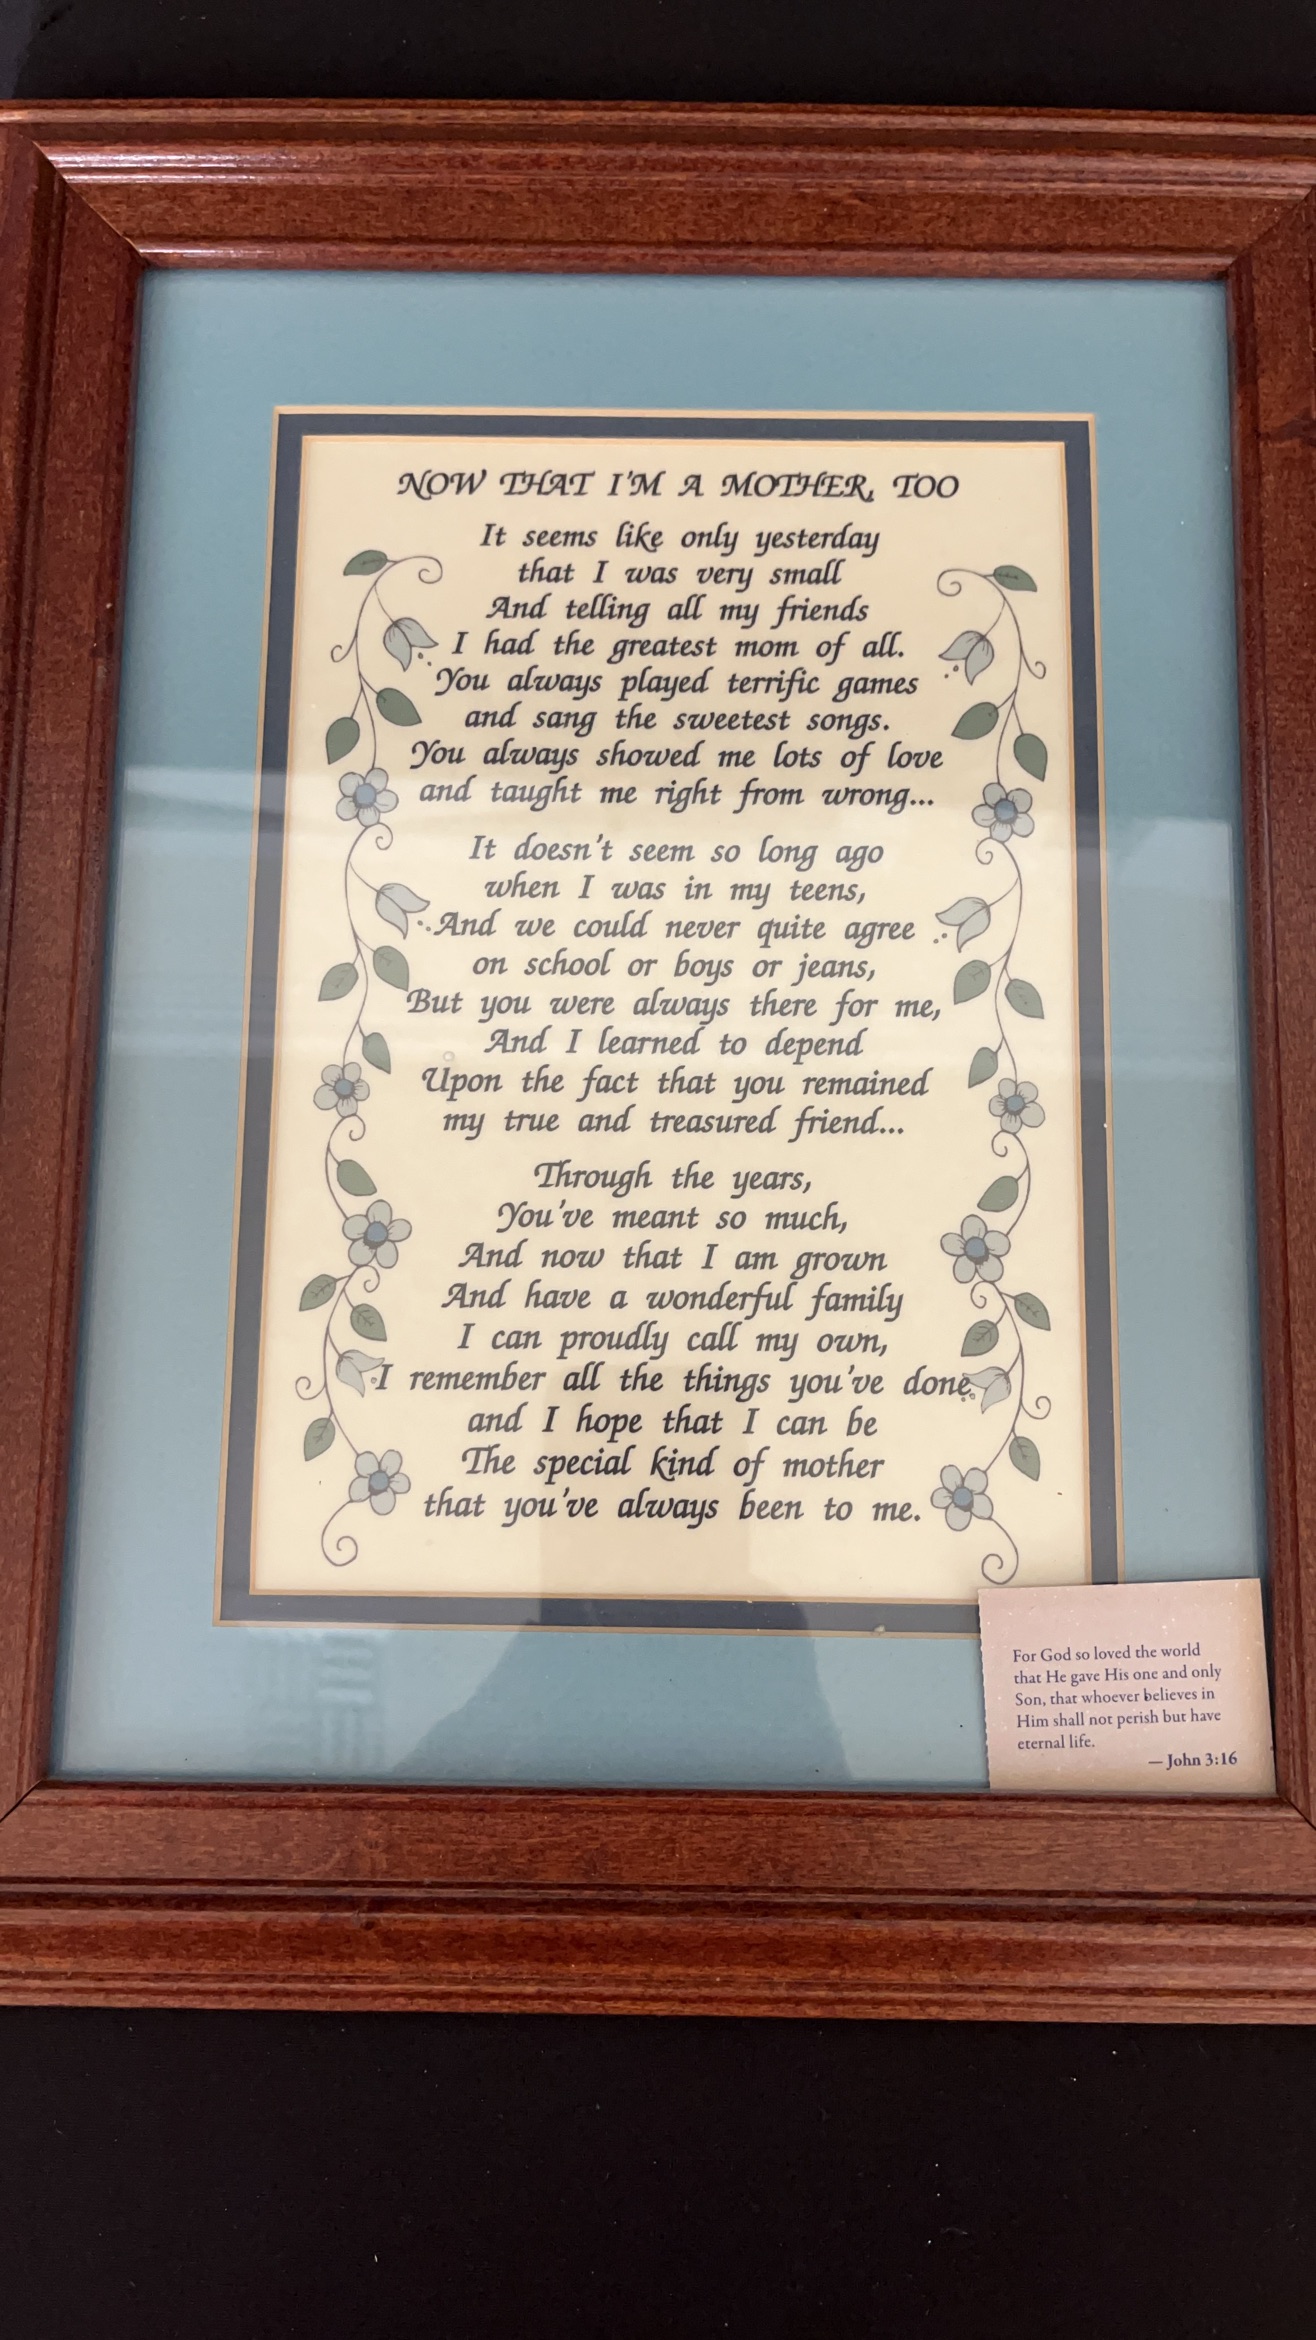 NOW THAT I'M A MOTHER, TOO
It seems like only yesterday
that I was very small
And telling all my friends
I had the greatest mom of all.
You always played terrific games
and sang the sweetest songs.
You always showed me lots of love
and taught me right from wrong...
It doesn't seem so long ago
when I was in my teens,
And we could never quite agree
on school or boys or jeans,
But you were always there for me,
And I learned to depend
Upon the fact that you remained
my true and treasured friend...
Through the years,
You've meant so much,
And now that I am grown
And have a wonderful family
I can proudly call my own,
I remember all the things you've done
and I hope that I can be
The special kind of mother
that you've always been to me.
For God so loved the world
that He gave His one and only
Son, that whoever believes in
Him shall not perish but have
eternal life.
— John 3:16